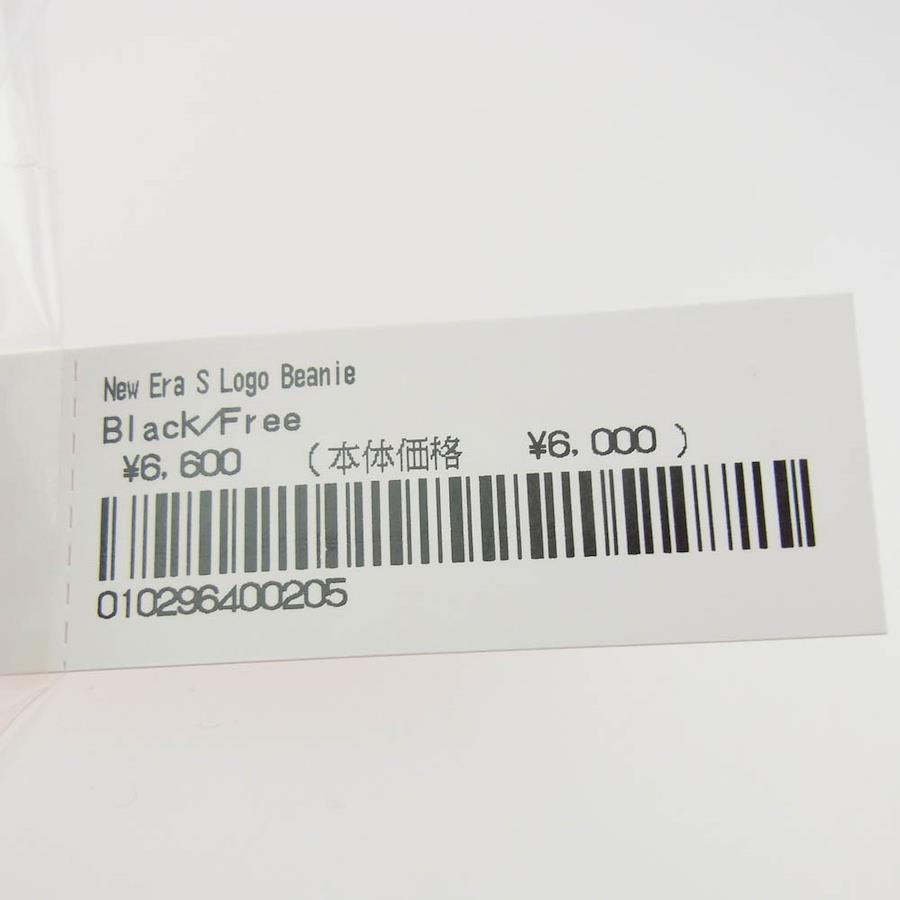 New Era S Logo Beanie
Black/Free
¥6,600 (本体価格 ¥6,000)
010296400205